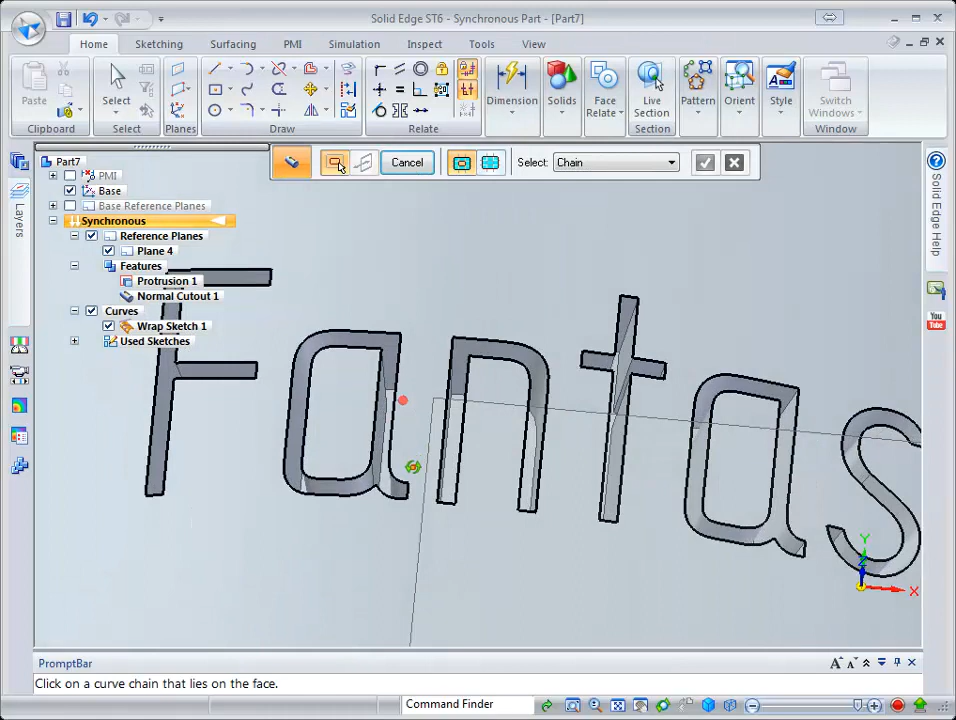 Solid Edge ST6 - Synchronous Part - [Part7]
Home Sketching Surfacing PMI Simulation Inspect Tools View
Paste
Select
Dimension
Solids
Face Relate
Live Section
Pattern
Orient
Style
Switch Windows
Clipboard Select Planes Draw Relate Section Window
Cancel
Select: Chain
Layers
Part7
PMI
Base
Base Reference Planes
Synchronous
Reference Planes
Plane 4
Features
Protrusion 1
Normal Cutout 1
Curves
Wrap Sketch 1
Used Sketches
Fantas
Y
Z
X
Solid Edge Help
You Tube
PromptBar
Click on a curve chain that lies on the face.
Command Finder